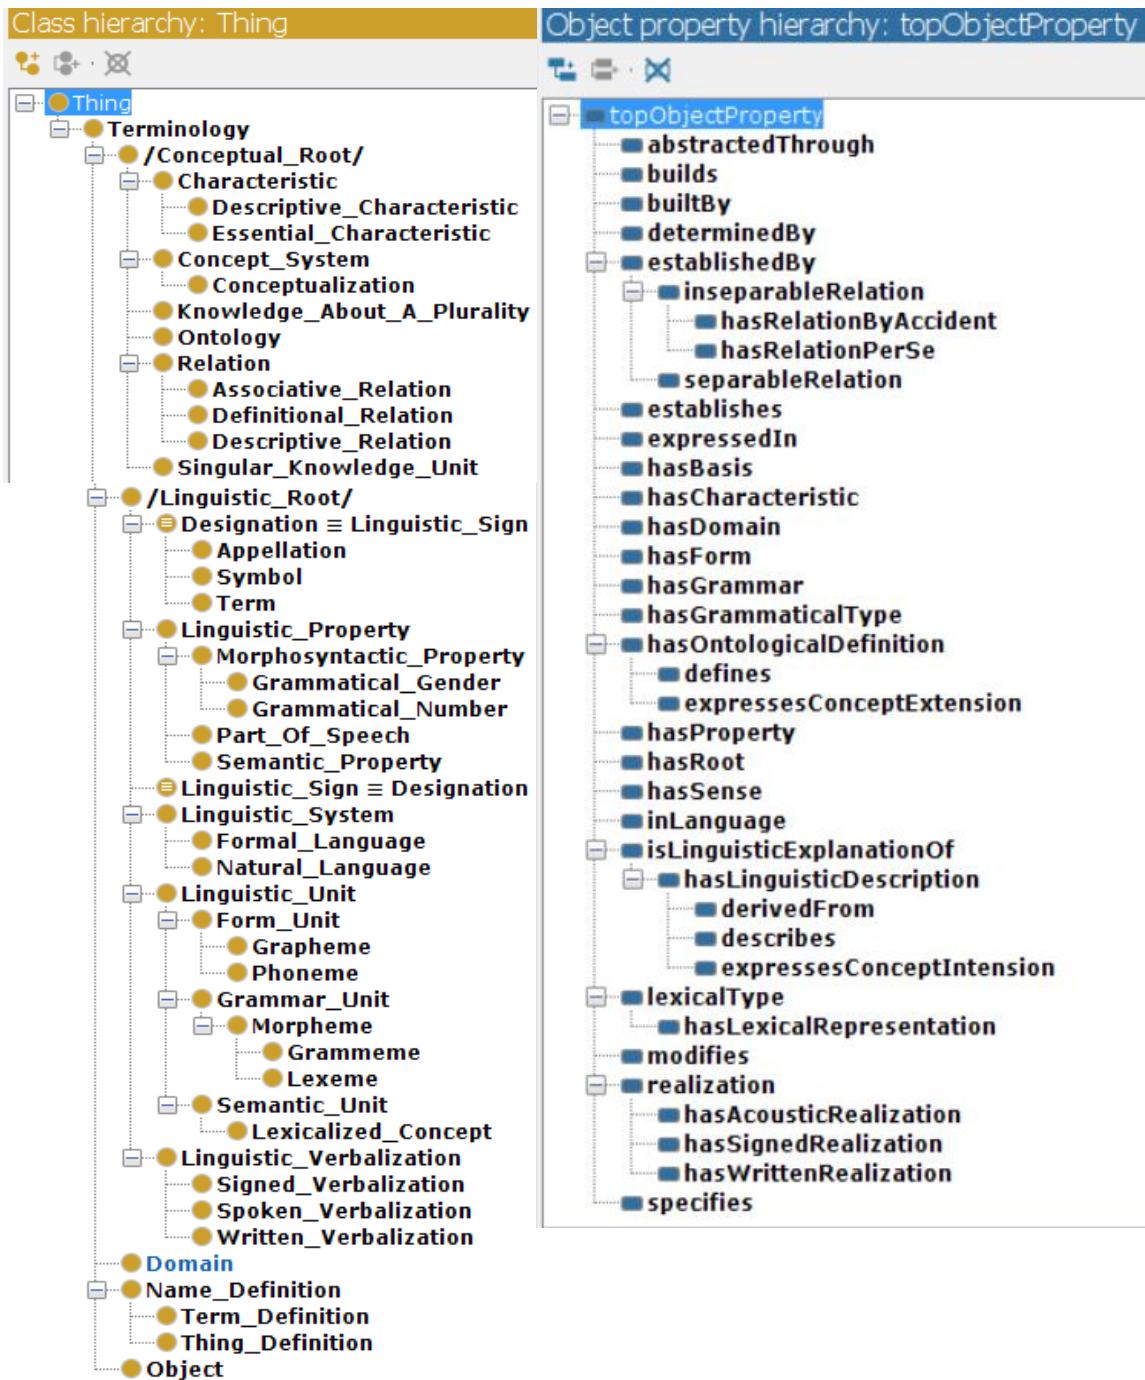 Class hierarchy: Thing
Thing
Terminology
/Conceptual_Root/
Characteristic
Descriptive_Characteristic
Essential_Characteristic
Concept_System
Conceptualization
Knowledge_About_A_Plurality
Ontology
Relation
Associative_Relation
Definitional_Relation
Descriptive_Relation
Singular_Knowledge_Unit
/Linguistic_Root/
Designation ≡ Linguistic_Sign
Appellation
Symbol
Term
Linguistic_Property
Morphosyntactic_Property
Grammatical_Gender
Grammatical_Number
Part_Of_Speech
Semantic_Property
Linguistic_Sign ≡ Designation
Linguistic_System
Formal_Language
Natural_Language
Linguistic_Unit
Form_Unit
Grapheme
Phoneme
Grammar_Unit
Morpheme
Grammeme
Lexeme
Semantic_Unit
Lexicalized_Concept
Linguistic_Verbalization
Signed_Verbalization
Spoken_Verbalization
Written_Verbalization
Domain
Name_Definition
Term_Definition
Thing_Definition
Object
Object property hierarchy: topObjectProperty
topObjectProperty
abstractedThrough
builds
builtBy
determinedBy
establishedBy
inseparableRelation
hasRelationByAccident
hasRelationPerSe
separableRelation
establishes
expressedIn
hasBasis
hasCharacteristic
hasDomain
hasForm
hasGrammar
hasGrammaticalType
hasOntologicalDefinition
defines
expressesConceptExtension
hasProperty
hasRoot
hasSense
inLanguage
isLinguisticExplanationOf
hasLinguisticDescription
derivedFrom
describes
expressesConceptIntension
lexicalType
hasLexicalRepresentation
modifies
realization
hasAcousticRealization
hasSignedRealization
hasWrittenRealization
specifies